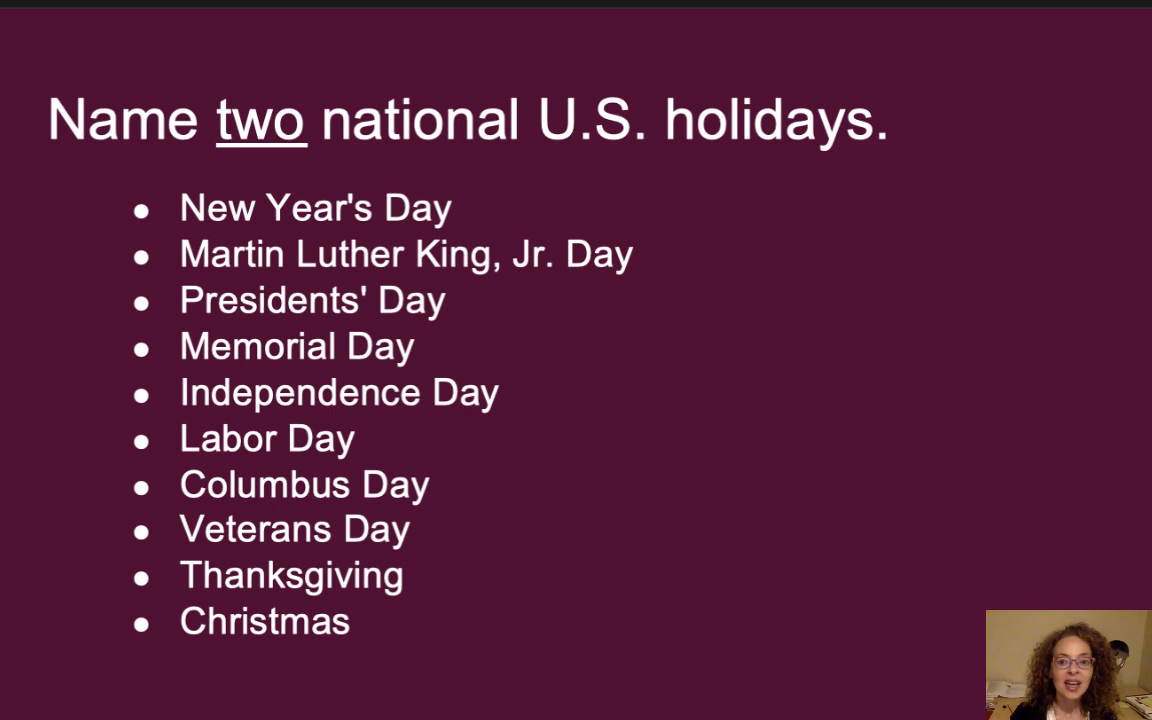 Name two national U.S. holidays.
● New Year's Day
● Martin Luther King, Jr. Day
● Presidents' Day
● Memorial Day
● Independence Day
● Labor Day
● Columbus Day
● Veterans Day
● Thanksgiving
● Christmas